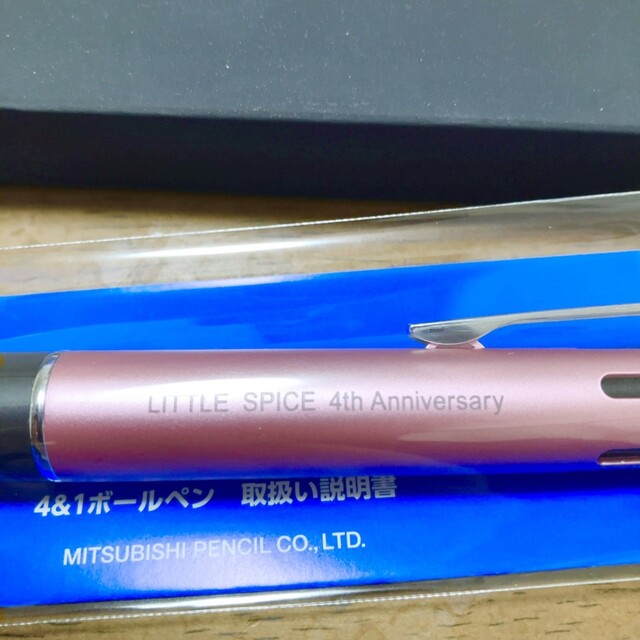 LITTLE SPICE 4th Anniversary
4&1ボールペン 取扱い説明書
MITSUBISHI PENCIL CO., LTD.